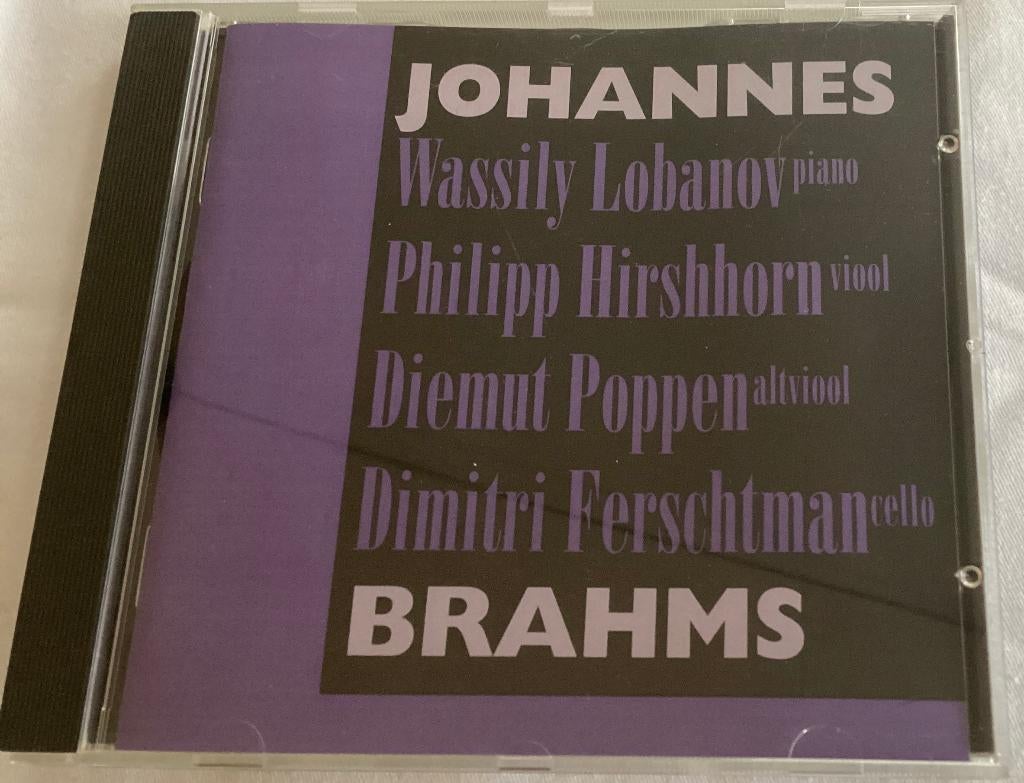 JOHANNES
Wassily Lobanov piano
Philipp Hirshhorn viool
Diemut Poppen altviool
Dimitri Ferschtman cello
BRAHMS